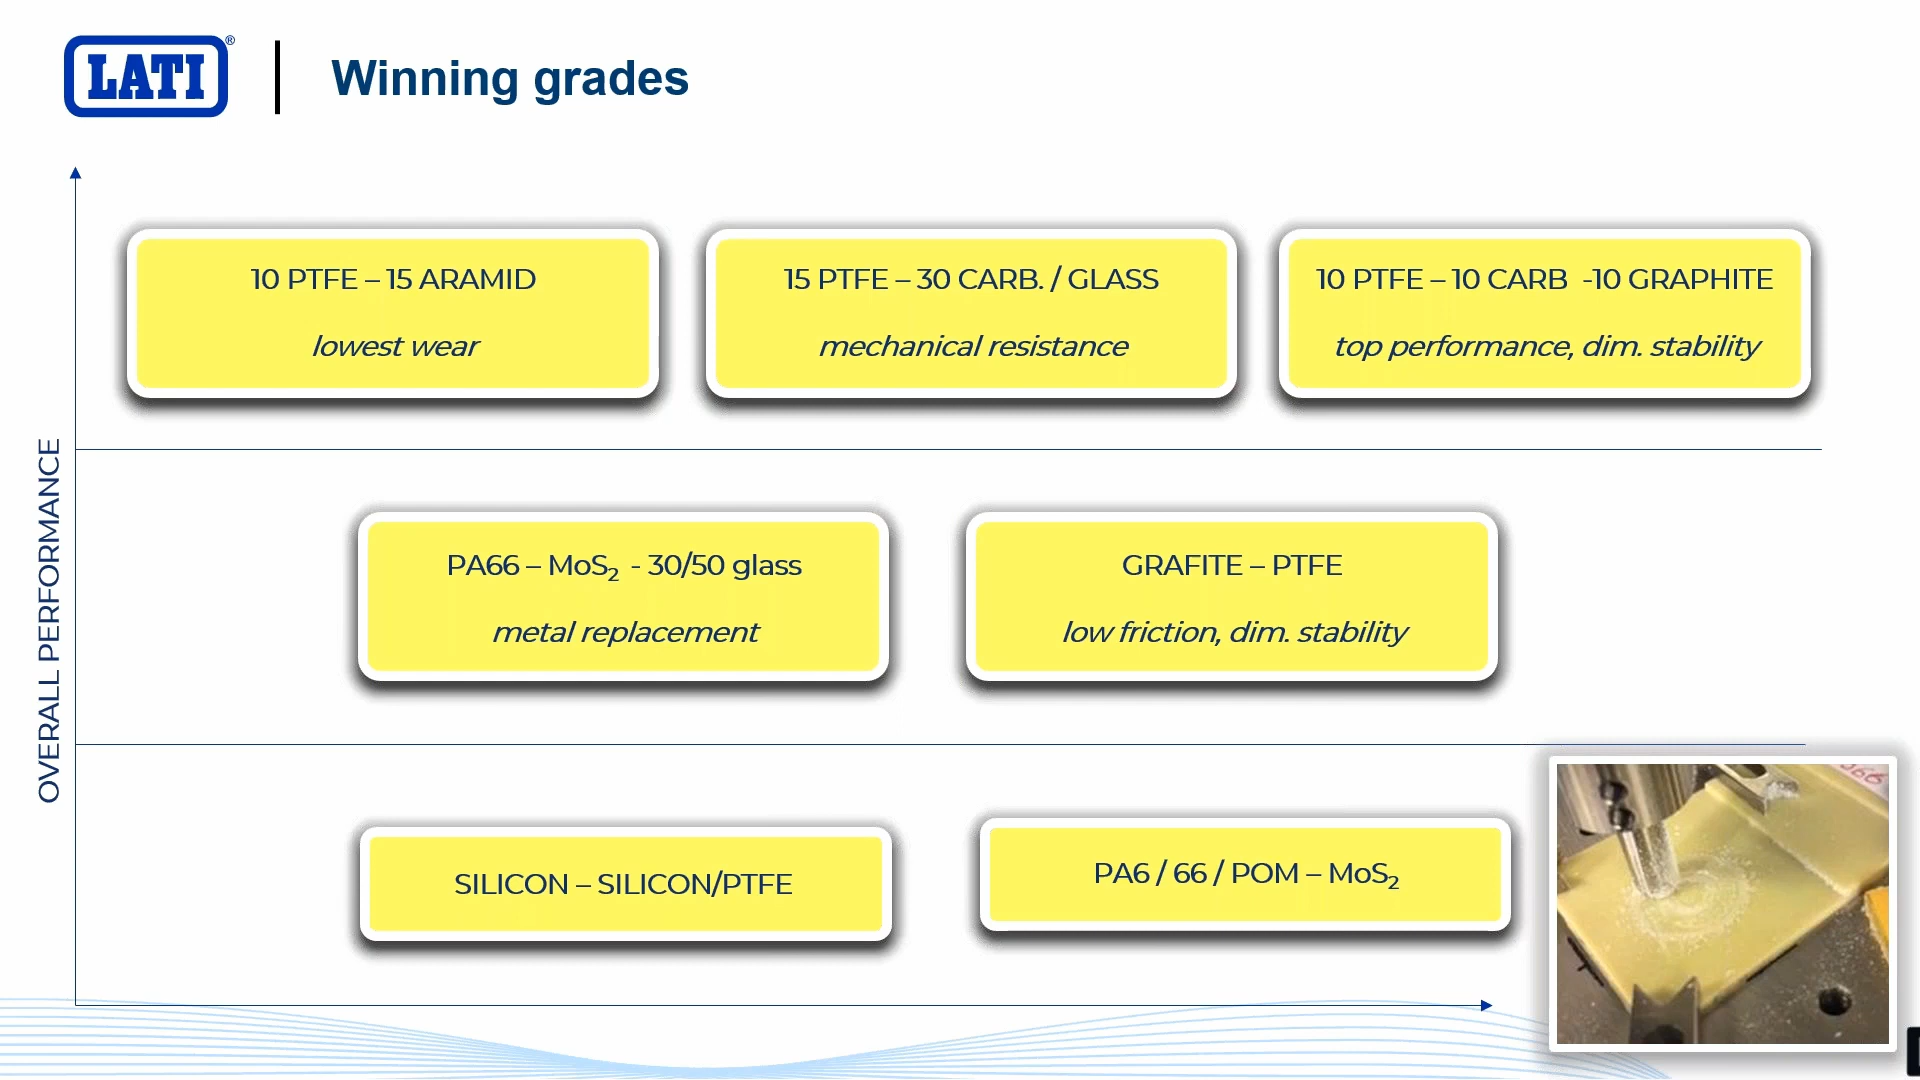 LATI®
Winning grades
OVERALL PERFORMANCE
10 PTFE – 15 ARAMID
lowest wear
15 PTFE – 30 CARB. / GLASS
mechanical resistance
10 PTFE – 10 CARB -10 GRAPHITE
top performance, dim. stability
PA66 – MoS₂ - 30/50 glass
metal replacement
GRAFITE – PTFE
low friction, dim. stability
SILICON – SILICON/PTFE
PA6 / 66 / POM – MoS₂